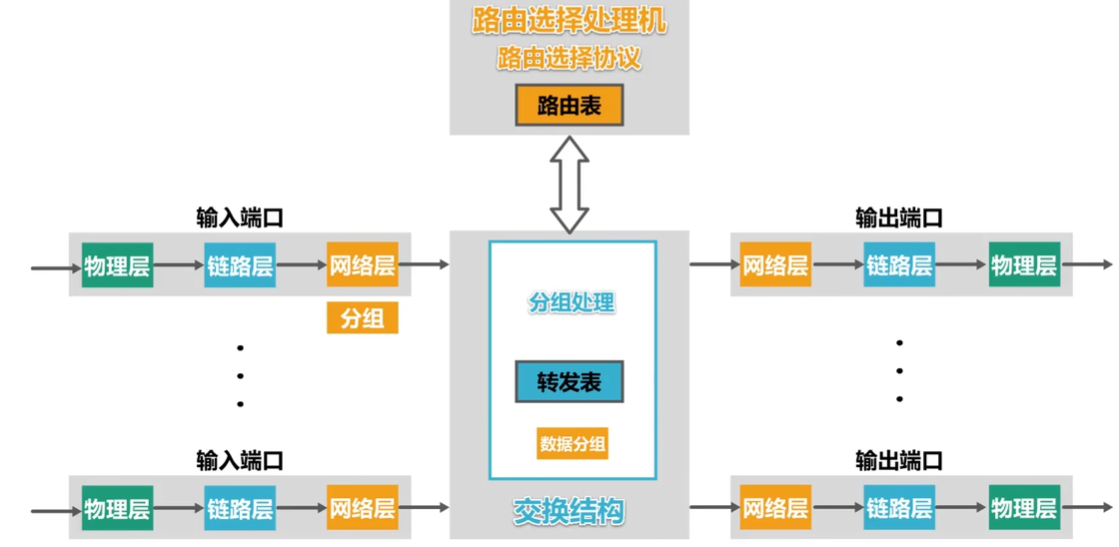 路由选择处理机
路由选择协议
路由表
输入端口
物理层 链路层 网络层
分组
输入端口
物理层 链路层 网络层
分组处理
转发表
数据分组
交换结构
输出端口
网络层 链路层 物理层
输出端口
网络层 链路层 物理层